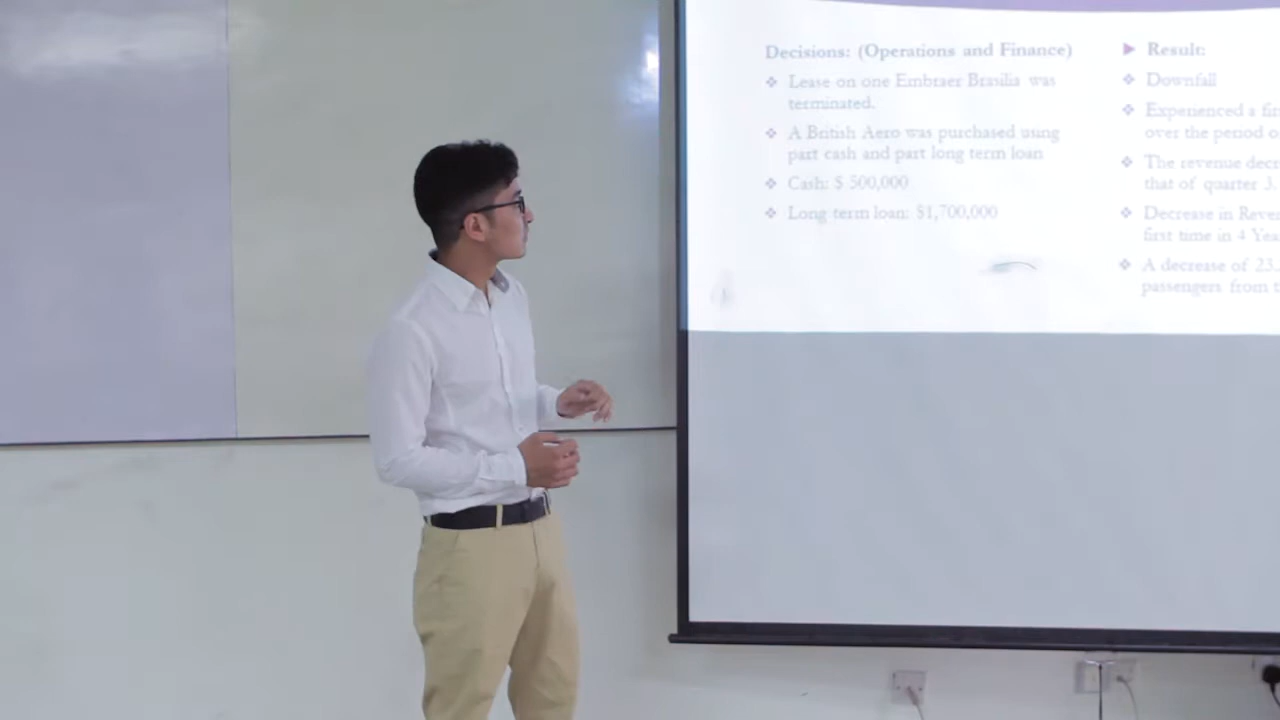 Decisions: (Operations and Finance)
❖ Lease on one Embraer Brasilia was
terminated.
❖ A British Aero was purchased using
part cash and part long term loan
❖ Cash: $ 500,000
❖ Long term loan: $1,700,000
▶ Result:
❖ Downfall
❖ Experienced a
over the period
❖ The revenue
that of quarter 3.
❖ Decrease in
first time in 4
❖ A decrease of
passengers from